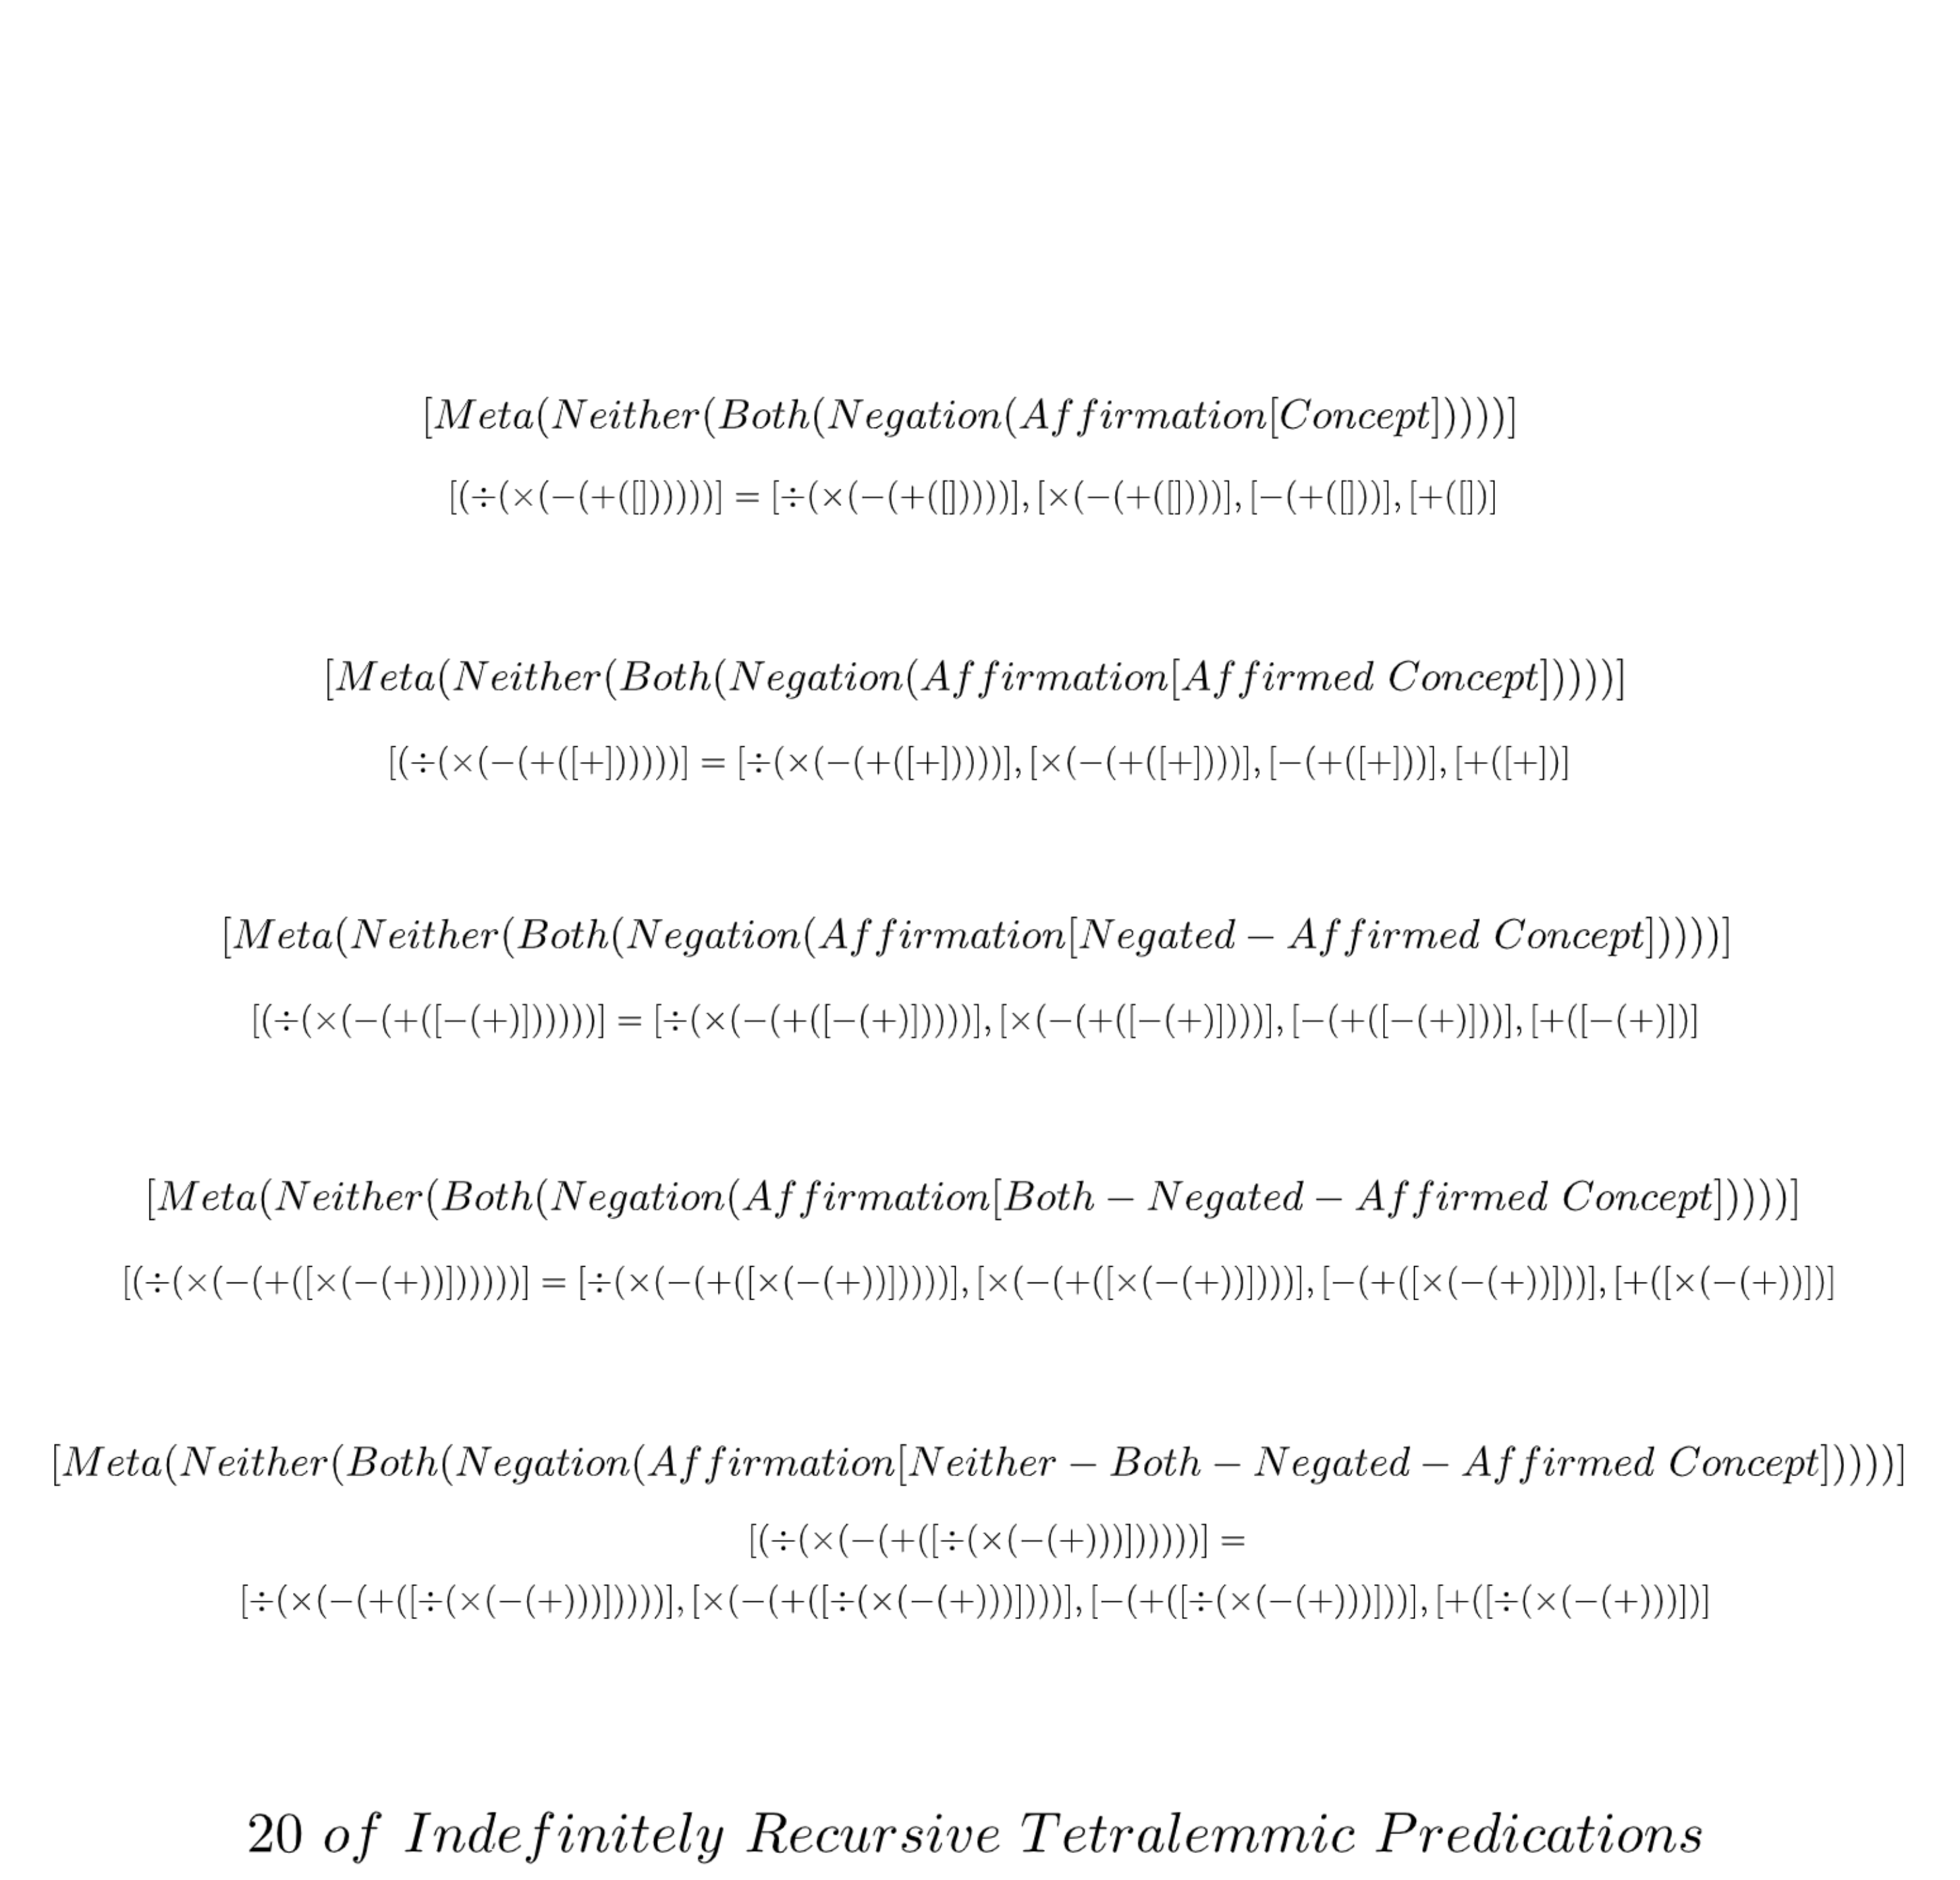 [Meta(Neither(Both(Negation(Affirmation[Concept])))))]
[(÷(×(−(+([]))))))] = [÷(×(−(+([]))))], [×(−(+([])))], [−(+([]))], [+([])]
[Meta(Neither(Both(Negation(Affirmation[Affirmed Concept])))))]
[(÷(×(−(+([+]))))))] = [÷(×(−(+([+]))))], [×(−(+([+])))], [−(+([+]))], [+([+])]
[Meta(Neither(Both(Negation(Affirmation[Negated − Affirmed Concept])))))]
[(÷(×(−(+([−(+)]))))))] = [÷(×(−(+([−(+)]))))], [×(−(+([−(+)])))], [−(+([−(+)]))], [+([−(+)])]
[Meta(Neither(Both(Negation(Affirmation[Both − Negated − Affirmed Concept])))))]
[(÷(×(−(+([×(−(+))]))))))] = [÷(×(−(+([×(−(+))]))))], [×(−(+([×(−(+))])))], [−(+([×(−(+))]))], [+([×(−(+))])]
[Meta(Neither(Both(Negation(Affirmation[Neither − Both − Negated − Affirmed Concept])))))]
[(÷(×(−(+([÷(×(−(+)))]))))))] =
[÷(×(−(+([÷(×(−(+)))]))))], [×(−(+([÷(×(−(+)))])))], [−(+([÷(×(−(+)))]))], [+([÷(×(−(+)))])]
20 of Indefinitely Recursive Tetralemmic Predications